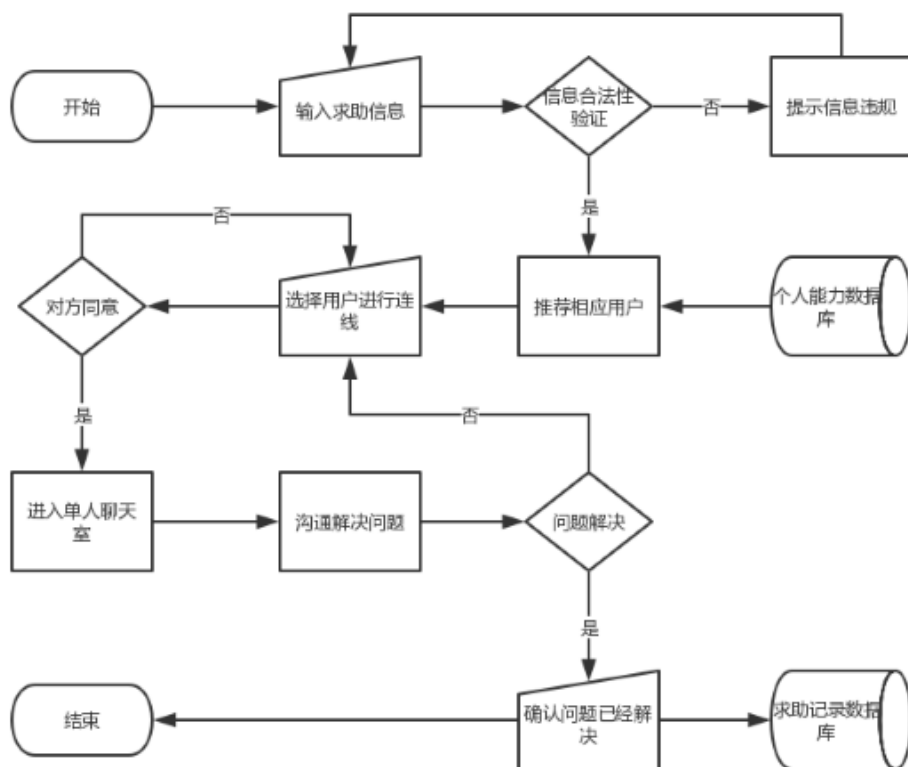 开始
输入求助信息
信息合法性
验证
否
提示信息违规
是
否
对方同意
选择用户进行连
线
推荐相应用户
个人能力数据
库
是
否
进入单人聊天
室
沟通解决问题
问题解决
是
结束
确认问题已经解
决
求助记录数据
库